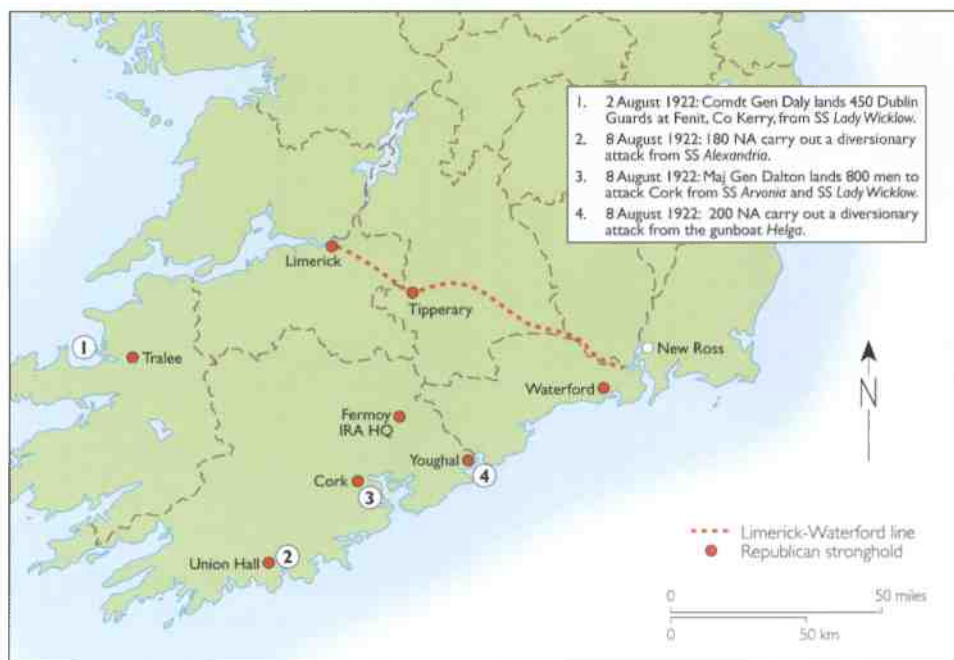 1. 2 August 1922: Comdt Gen Daly lands 450 Dublin
Guards at Fenit, Co Kerry, from SS Lady Wicklow.
2. 8 August 1922: 180 NA carry out a diversionary
attack from SS Alexandria.
3. 8 August 1922: Maj Gen Dalton lands 800 men to
attack Cork from SS Arvonia and SS Lady Wicklow.
4. 8 August 1922: 200 NA carry out a diversionary
attack from the gunboat Helga.
Limerick
Tipperary
1
Tralee
New Ross
Waterford
N
Fermoy
IRA HQ
Youghal
4
Cork
3
Union Hall
2
Limerick-Waterford line
Republican stronghold
0 50 miles
0 50 km